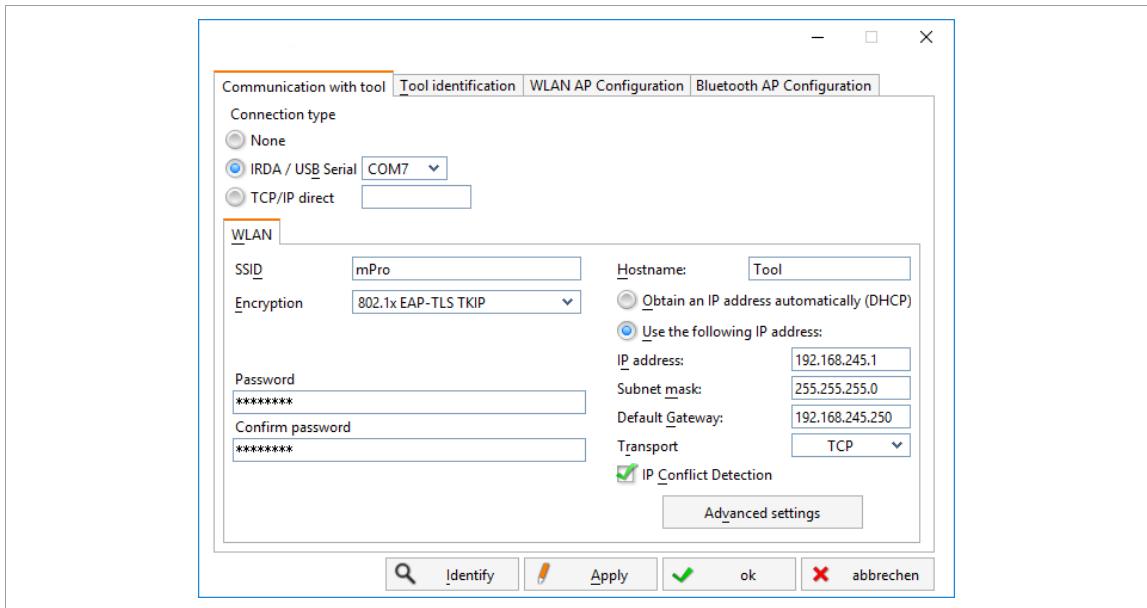 Communication with tool Tool identification WLAN AP Configuration Bluetooth AP Configuration
Connection type
None
IRDA / USB Serial COM7
TCP/IP direct
WLAN
SSID mPro
Encryption 802.1x EAP-TLS TKIP
Password
********
Confirm password
********
Hostname: Tool
Obtain an IP address automatically (DHCP)
Use the following IP address:
IP address: 192.168.245.1
Subnet mask: 255.255.255.0
Default Gateway: 192.168.245.250
Transport TCP
IP Conflict Detection
Advanced settings
Identify Apply ok abbrechen